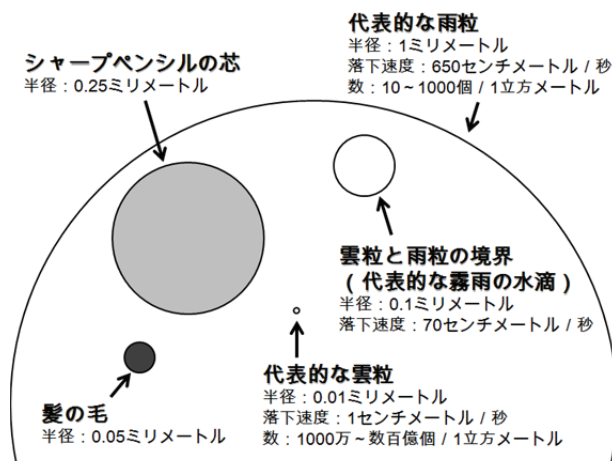 代表的な雨粒
半径：1ミリメートル
落下速度：650センチメートル / 秒
数：10～1000個 / 1立方メートル
シャープペンシルの芯
半径：0.25ミリメートル
雲粒と雨粒の境界
（代表的な霧雨の水滴）
半径：0.1ミリメートル
落下速度：70センチメートル / 秒
代表的な雲粒
半径：0.01ミリメートル
落下速度：1センチメートル / 秒
数：1000万～数百億個 / 1立方メートル
髪の毛
半径：0.05ミリメートル